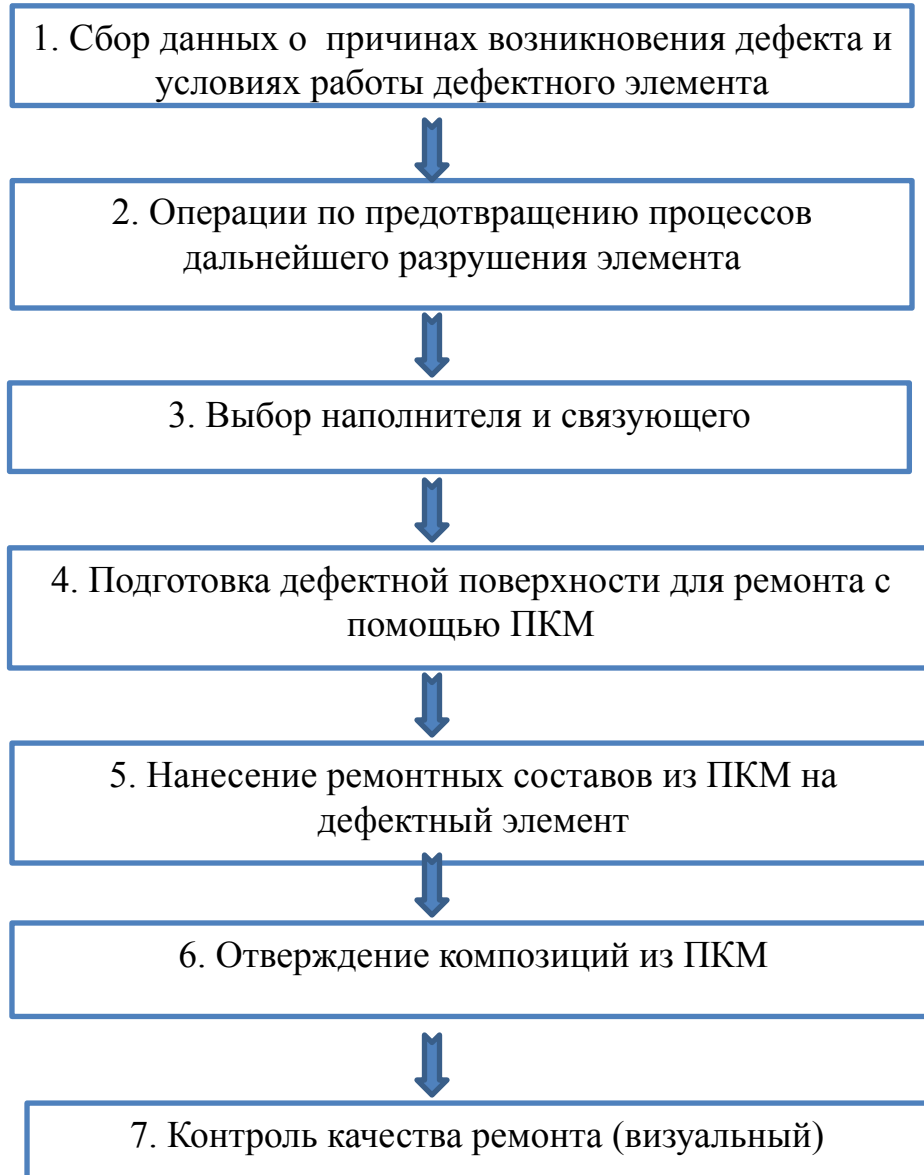 1. Сбор данных о  причинах возникновения дефекта и
условиях работы дефектного элемента
2. Операции по предотвращению процессов
дальнейшего разрушения элемента
3. Выбор наполнителя и связующего
4. Подготовка дефектной поверхности для ремонта с
помощью ПКМ
5. Нанесение ремонтных составов из ПКМ на
дефектный элемент
6. Отверждение композиций из ПКМ
7. Контроль качества ремонта (визуальный)